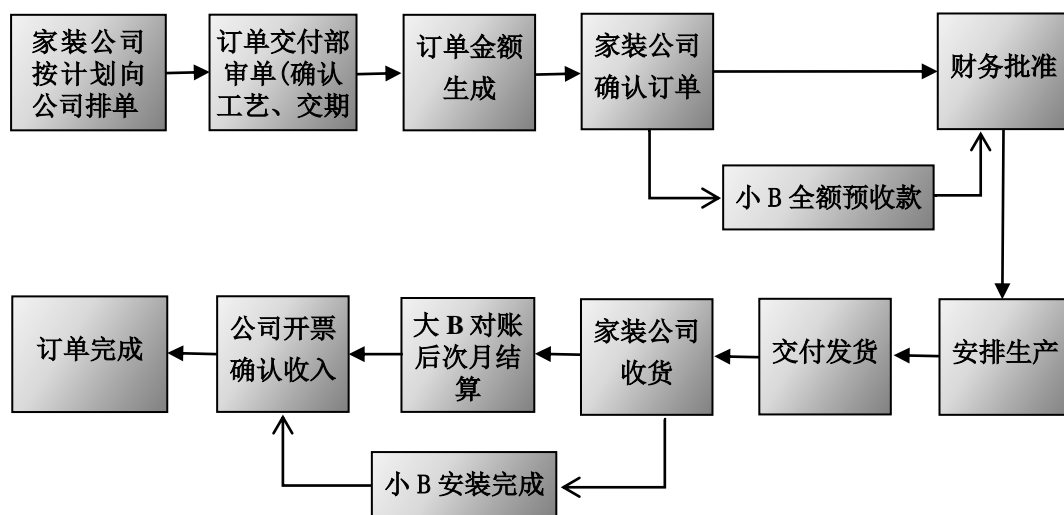 家装公司
按计划向
公司排单
订单交付部
审单(确认
工艺、交期
订单金额
生成
家装公司
确认订单
财务批准
小 B 全额预收款
订单完成
公司开票
确认收入
大 B 对账
后次月结
算
家装公司
收货
交付发货
安排生产
小 B 安装完成